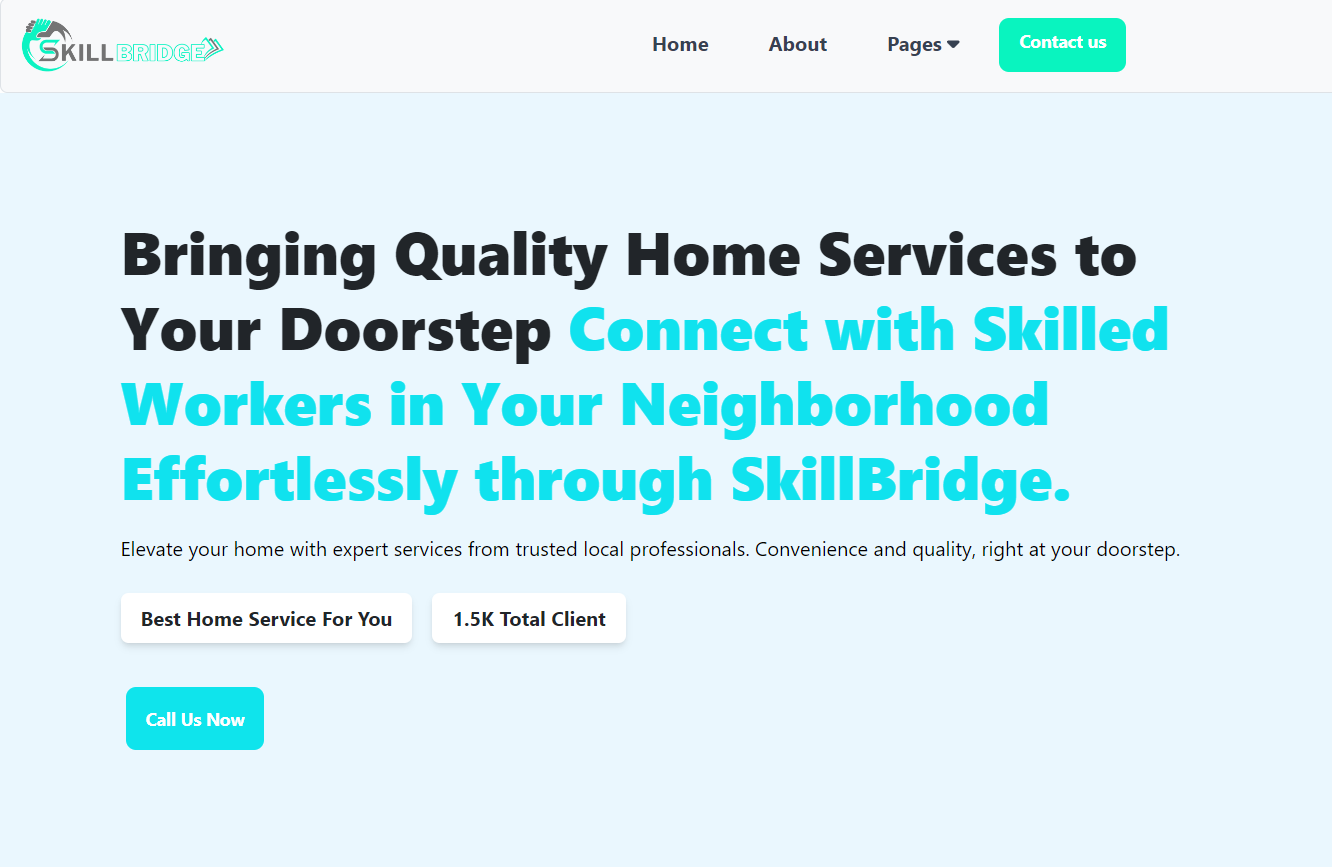 SKILL BRIDGE
Home
About
Pages
Contact us
Bringing Quality Home Services to
Your Doorstep Connect with Skilled
Workers in Your Neighborhood
Effortlessly through SkillBridge.
Elevate your home with expert services from trusted local professionals. Convenience and quality, right at your doorstep.
Best Home Service For You
1.5K Total Client
Call Us Now